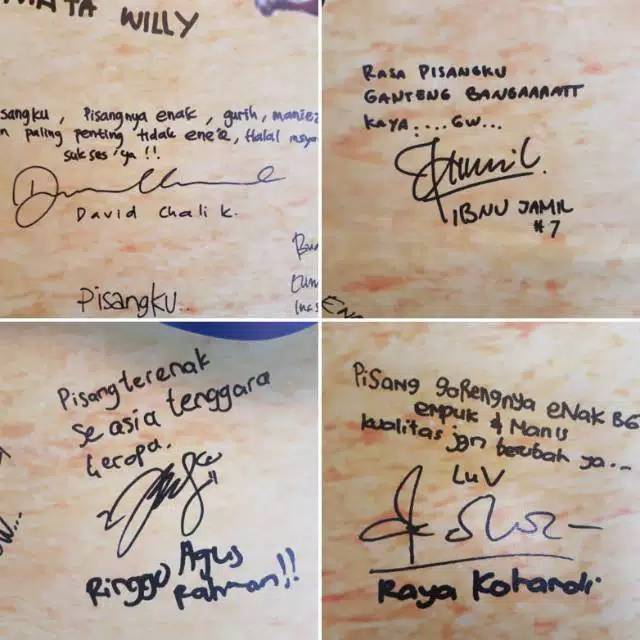 WILLY
sangku, Pisangnya enak, gurih, maniez
n paling penting tidak ene'e, Halal
sukses ya !!
David Chalik.
Pisangku..
RASA PISANGKU
GANTENG BANGAAAATT
KAYA....GW...
IBNU JAMIL
#7
Pisang terenak
se asia tenggara
Eeropa.
Ringgo Agus
Rahman!!
PiSang goRengnya eNak BG
empuk & Manis
kualitas jgn berubah ya...
LuV
Raya Kohandi